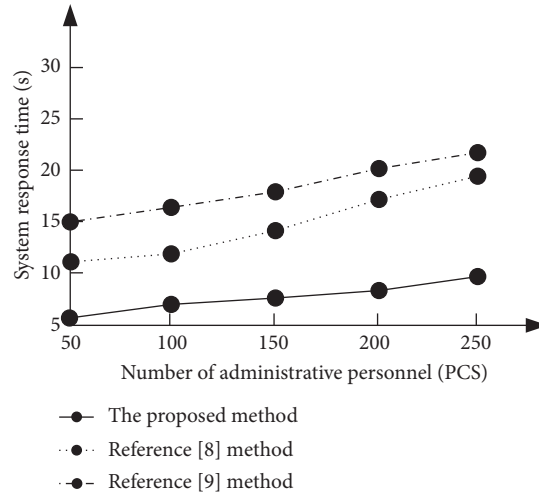 System response time (s)
30
25
20
15
10
5
50 100 150 200 250
Number of administrative personnel (PCS)
The proposed method
Reference [8] method
Reference [9] method